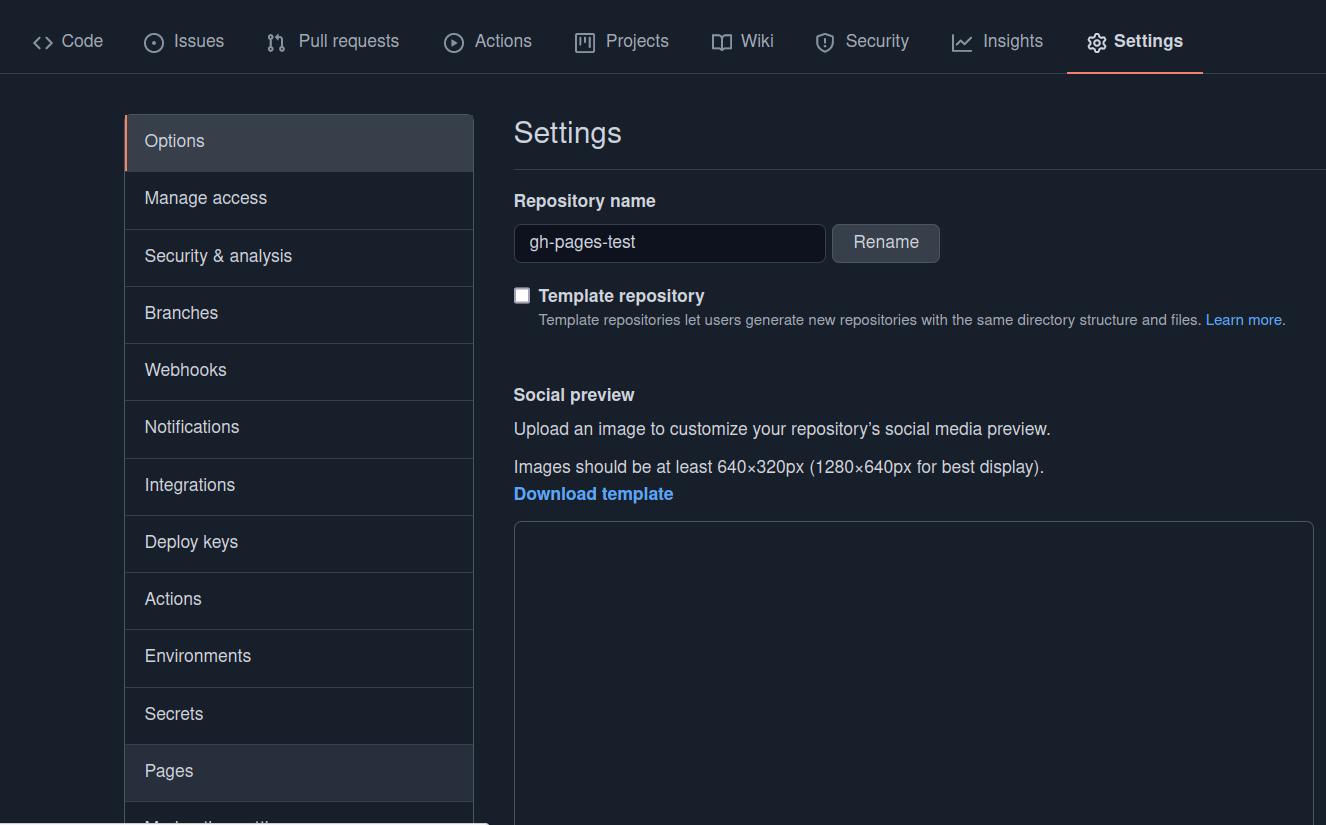 Code
Issues
Pull requests
Actions
Projects
Wiki
Security
Insights
Settings
Options
Manage access
Security & analysis
Branches
Webhooks
Notifications
Integrations
Deploy keys
Actions
Environments
Secrets
Pages
Settings
Repository name
gh-pages-test
Rename
Template repository
Template repositories let users generate new repositories with the same directory structure and files. Learn more.
Social preview
Upload an image to customize your repository’s social media preview.
Images should be at least 640×320px (1280×640px for best display).
Download template